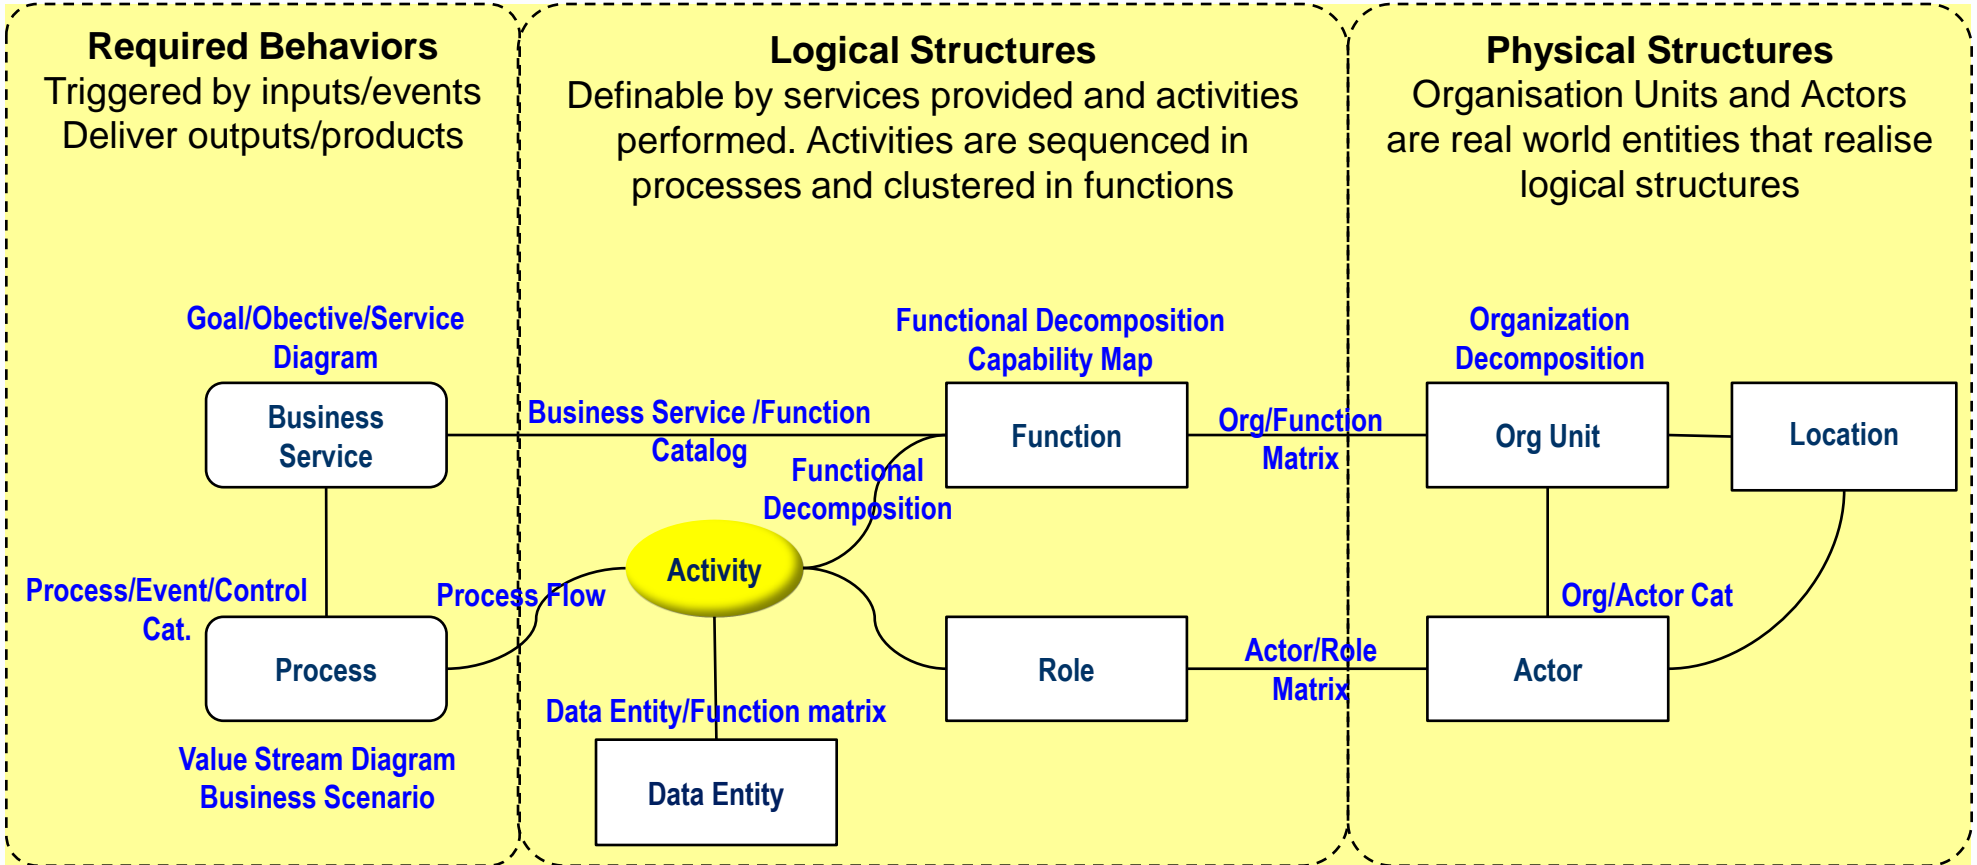 Required Behaviors
Triggered by inputs/events
Deliver outputs/products
Logical Structures
Definable by services provided and activities
performed. Activities are sequenced in
processes and clustered in functions
Physical Structures
Organisation Units and Actors
are real world entities that realise
logical structures
Goal/Obective/Service
Diagram
Business
Service
Process/Event/Control
Cat.
Process
Value Stream Diagram
Business Scenario
Process Flow
Business Service /Function
Catalog
Functional
Decomposition
Activity
Data Entity/Function matrix
Data Entity
Functional Decomposition
Capability Map
Function
Role
Org/Function
Matrix
Actor/Role
Matrix
Organization
Decomposition
Org Unit
Location
Org/Actor Cat
Actor